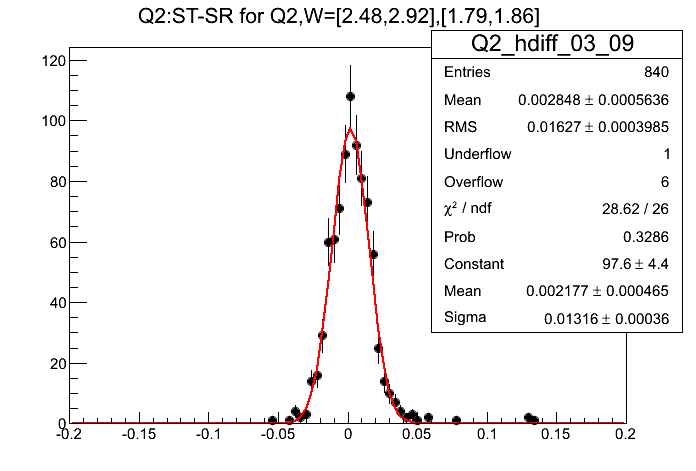 Q2:ST-SR for Q2,W=[2.48,2.92],[1.79,1.86]
Q2_hdiff_03_09
Entries 840
Mean 0.002848 ± 0.0005636
RMS 0.01627 ± 0.0003985
Underflow 1
Overflow 6
χ² / ndf 28.62 / 26
Prob 0.3286
Constant 97.6 ± 4.4
Mean 0.002177 ± 0.000465
Sigma 0.01316 ± 0.00036
120
100
80
60
40
20
0
-0.2 -0.15 -0.1 -0.05 0 0.05 0.1 0.15 0.2